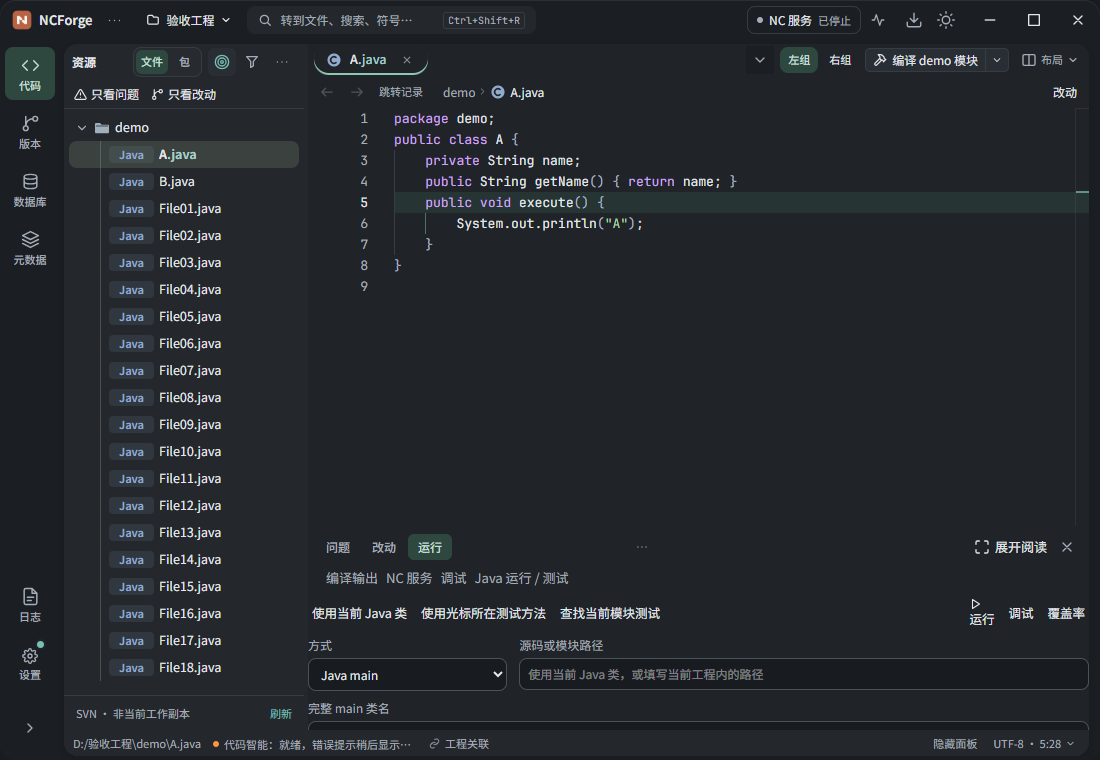 NCForge ··· 验收工程 转到文件、搜索、符号··· Ctrl+Shift+R NC 服务 已停止
代码
版本
数据库
元数据
日志
设置
资源 文件 包 ···
只看问题 只看改动
demo
Java A.java
Java B.java
Java File01.java
Java File02.java
Java File03.java
Java File04.java
Java File05.java
Java File06.java
Java File07.java
Java File08.java
Java File09.java
Java File10.java
Java File11.java
Java File12.java
Java File13.java
Java File14.java
Java File15.java
Java File16.java
Java File17.java
Java File18.java
SVN · 非当前工作副本 刷新
C A.java × 左组 右组 编译 demo 模块 布局
← → 跳转记录 demo › C A.java 改动
1 package demo;
2 public class A {
3 private String name;
4 public String getName() { return name; }
5 public void execute() {
6 System.out.println("A");
7 }
8 }
9
问题 改动 运行 ··· 展开阅读 ×
编译输出 NC 服务 调试 Java 运行 / 测试
使用当前 Java 类 使用光标所在测试方法 查找当前模块测试 运行 调试 覆盖率
方式 源码或模块路径
Java main 使用当前 Java 类，或填写当前工程内的路径
完整 main 类名
D:/验收工程\demo\A.java 代码智能：就绪，错误提示稍后显示··· 工程关联 隐藏面板 UTF-8 · 5:28